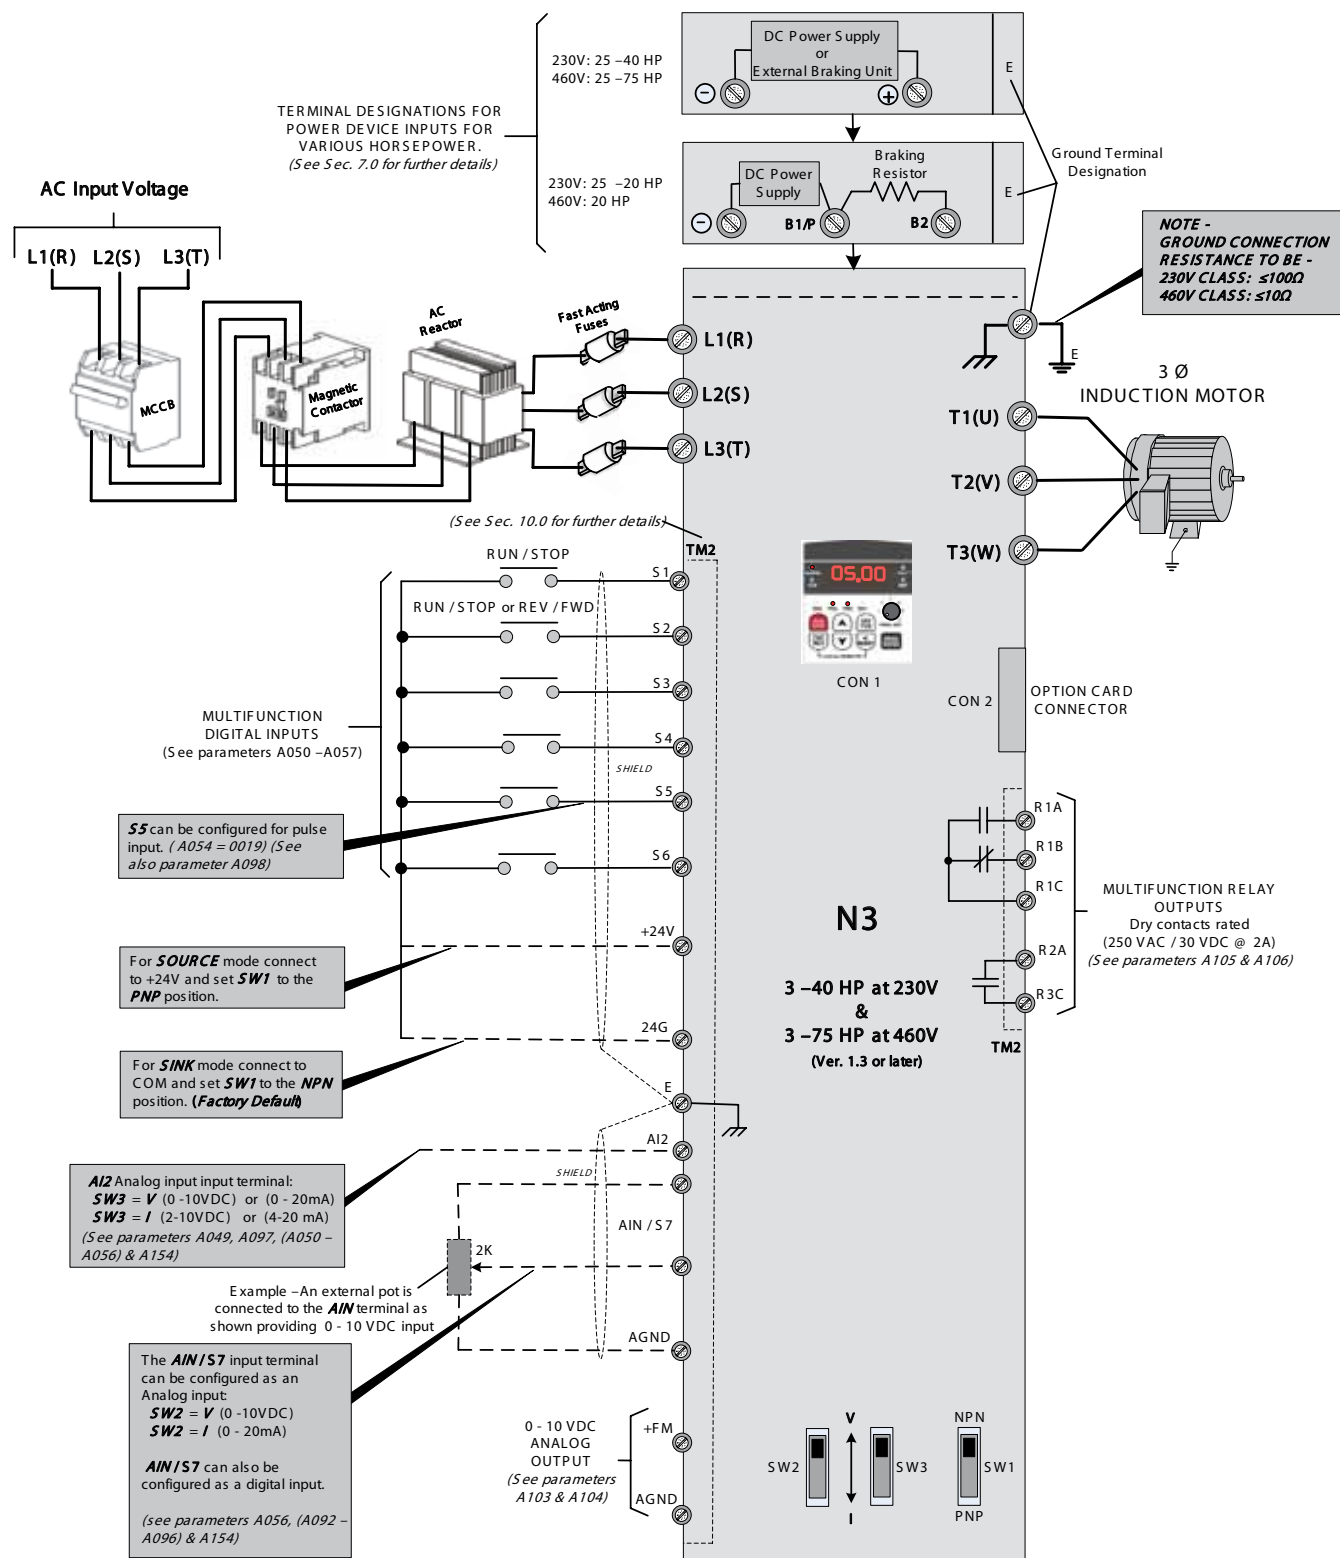 230V: 25 –40 HP
460V: 25 –75 HP
DC Power Supply
or
External Braking Unit
E
TERMINAL DESIGNATIONS FOR
POWER DEVICE INPUTS FOR
VARIOUS HORSEPOWER.
(See Sec. 7.0 for further details)
230V: 25 –20 HP
460V: 20 HP
DC Power
Supply
Braking
Resistor
B1/P
B2
E
Ground Terminal
Designation
NOTE -
GROUND CONNECTION
RESISTANCE TO BE -
230V CLASS: ≤100Ω
460V CLASS: ≤10Ω
AC Input Voltage
L1(R) L2(S) L3(T)
MCCB
Magnetic
Contactor
AC
Reactor
Fast Acting
Fuses
L1(R)
L2(S)
L3(T)
E
3 Ø
INDUCTION MOTOR
T1(U)
T2(V)
T3(W)
(See Sec. 10.0 for further details)
TM2
05.00
CON 1
CON 2
OPTION CARD
CONNECTOR
RUN / STOP
S1
RUN / STOP or REV / FWD
S2
S3
S4
SHIELD
S5
S6
MULTIFUNCTION
DIGITAL INPUTS
(See parameters A050 –A057)
S5 can be configured for pulse
input. ( A054 = 0019) (See
also parameter A098)
+24V
For SOURCE mode connect
to +24V and set SW1 to the
PNP position.
24G
For SINK mode connect to
COM and set SW1 to the NPN
position. (Factory Default)
E
R1A
R1B
R1C
R2A
R3C
TM2
MULTIFUNCTION RELAY
OUTPUTS
Dry contacts rated
(250 VAC / 30 VDC @ 2A)
(See parameters A105 & A106)
N3
3 –40 HP at 230V
&
3 –75 HP at 460V
(Ver. 1.3 or later)
AI2
AI2 Analog input input terminal:
SW3 = V (0 -10VDC) or (0 - 20mA)
SW3 = I (2-10VDC) or (4-20 mA)
(See parameters A049, A097, (A050 –
A056) & A154)
SHIELD
AIN / S7
2K
Example –An external pot is
connected to the AIN terminal as
shown providing 0 - 10 VDC input
AGND
The AIN / S7 input terminal
can be configured as an
Analog input:
SW2 = V (0 -10VDC)
SW2 = I (0 - 20mA)
AIN / S7 can also be
configured as a digital input.
(see parameters A056, (A092 –
A096) & A154)
0 - 10 VDC
ANALOG
OUTPUT
(See parameters
A103 & A104)
+FM
AGND
SW2
V
I
SW3
NPN
SW1
PNP